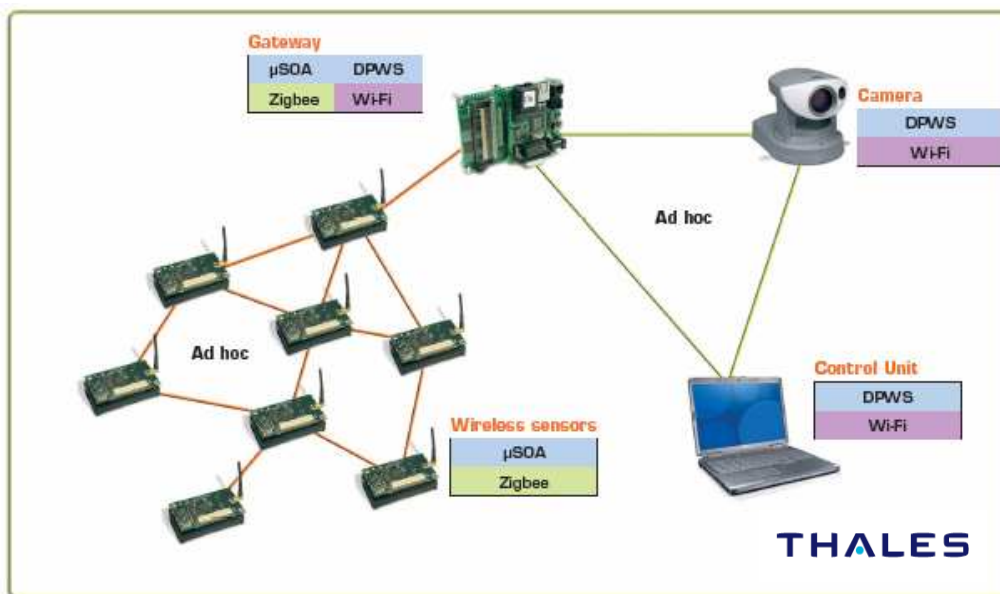 Gateway
µSOA DPWS
Zigbee Wi-Fi
Camera
DPWS
Wi-Fi
Ad hoc
Ad hoc
Control Unit
DPWS
Wi-Fi
Wireless sensors
µSOA
Zigbee
THALES